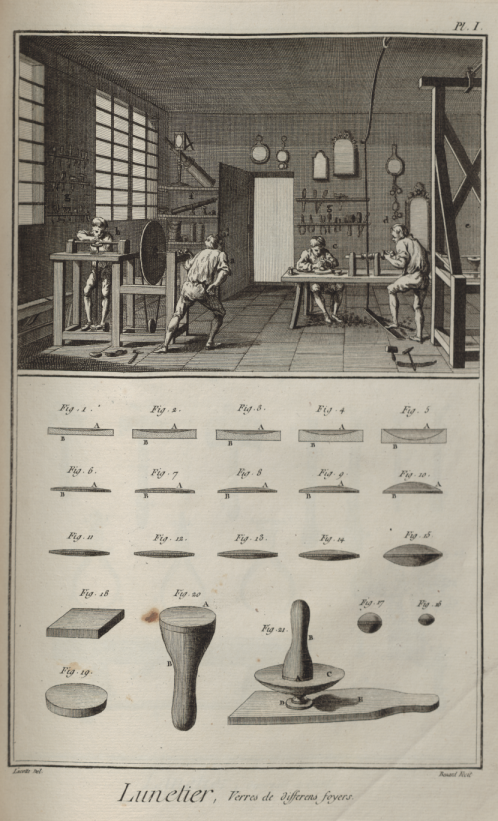 Pl. I.
Fig. 1. Fig. 2. Fig. 3. Fig. 4 Fig. 5
A A A A A
B B B B B
Fig. 6. Fig. 7 Fig. 8 Fig. 9 Fig. 10.
A A A A A
B B B B B
Fig. 11 Fig. 12. Fig. 13. Fig. 14 Fig. 15
Fig. 18 Fig. 20 Fig. 17 Fig. 16
A
Fig. 21.
B B
Fig. 19.
A C
D E
Lunetier, Verres de differens foyers.